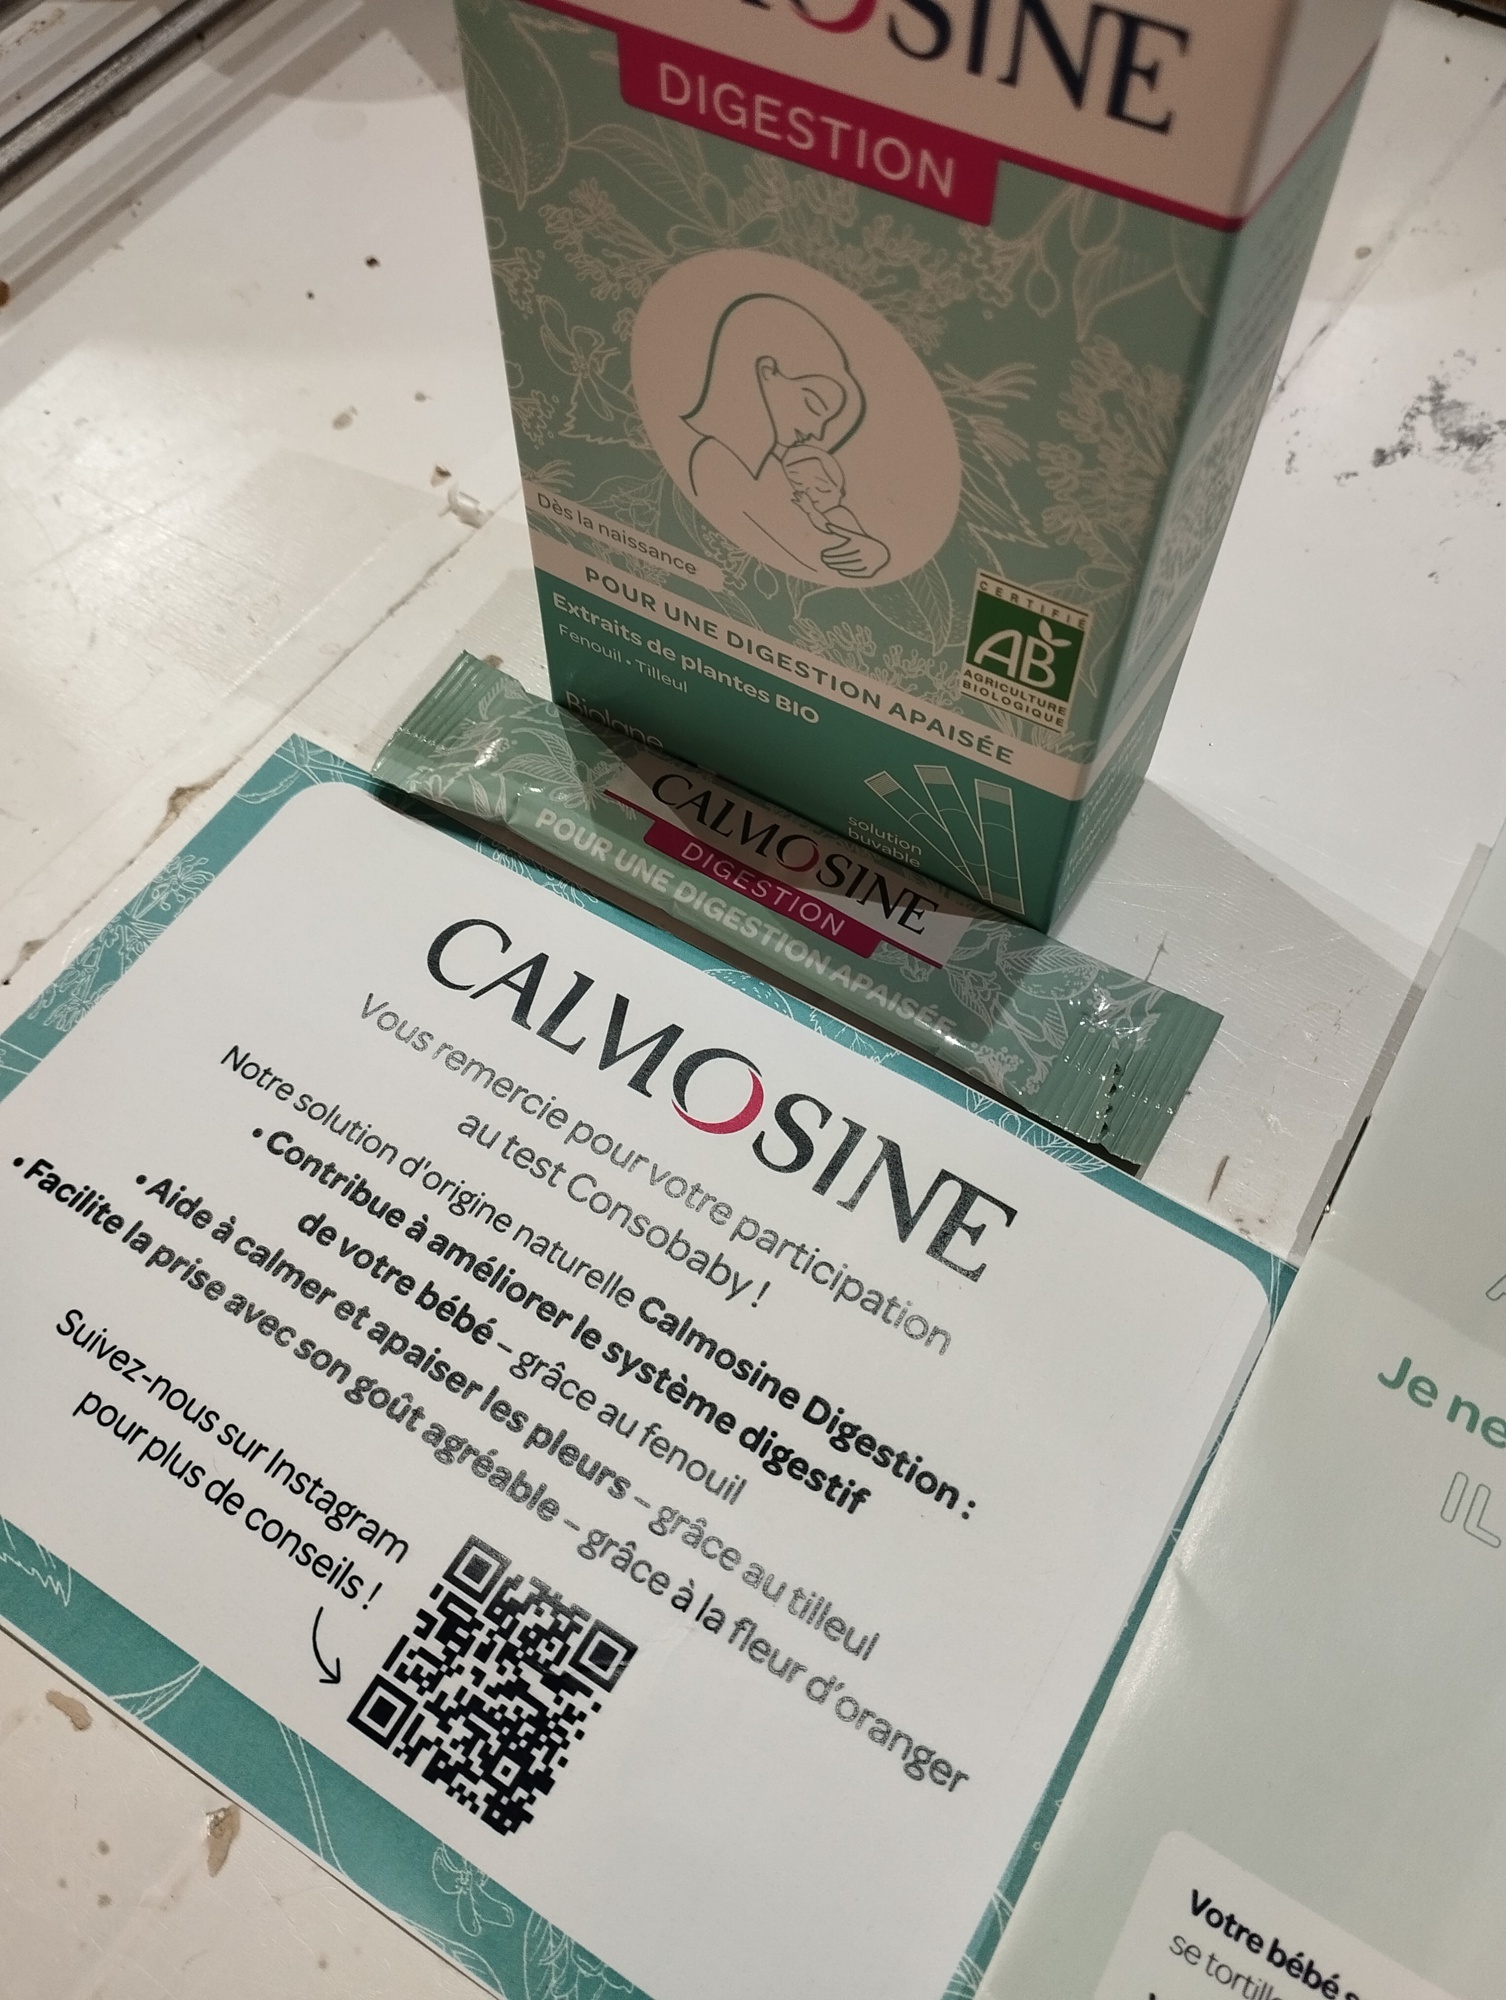 OSINE
DIGESTION
Dès la naissance
POUR UNE DIGESTION APAISÉE
Extraits de plantes BIO
Fenouil • Tilleul
Biolane
CERTIFIÉ
AB
AGRICULTURE
BIOLOGIQUE
solution
buvable
CALMOSINE
DIGESTION
POUR UNE DIGESTION APAISÉE
CALMOSINE
vous remercie pour votre participation
au test Consobaby !
Notre solution d'origine naturelle Calmosine Digestion :
• Contribue à améliorer le système digestif
de votre bébé – grâce au fenouil
• Aide à calmer et apaiser les pleurs – grâce au tilleul
• Facilite la prise avec son goût agréable – grâce à la fleur d'oranger
Suivez-nous sur Instagram
pour plus de conseils !
Je ne
IL
Votre bébé
se tortille